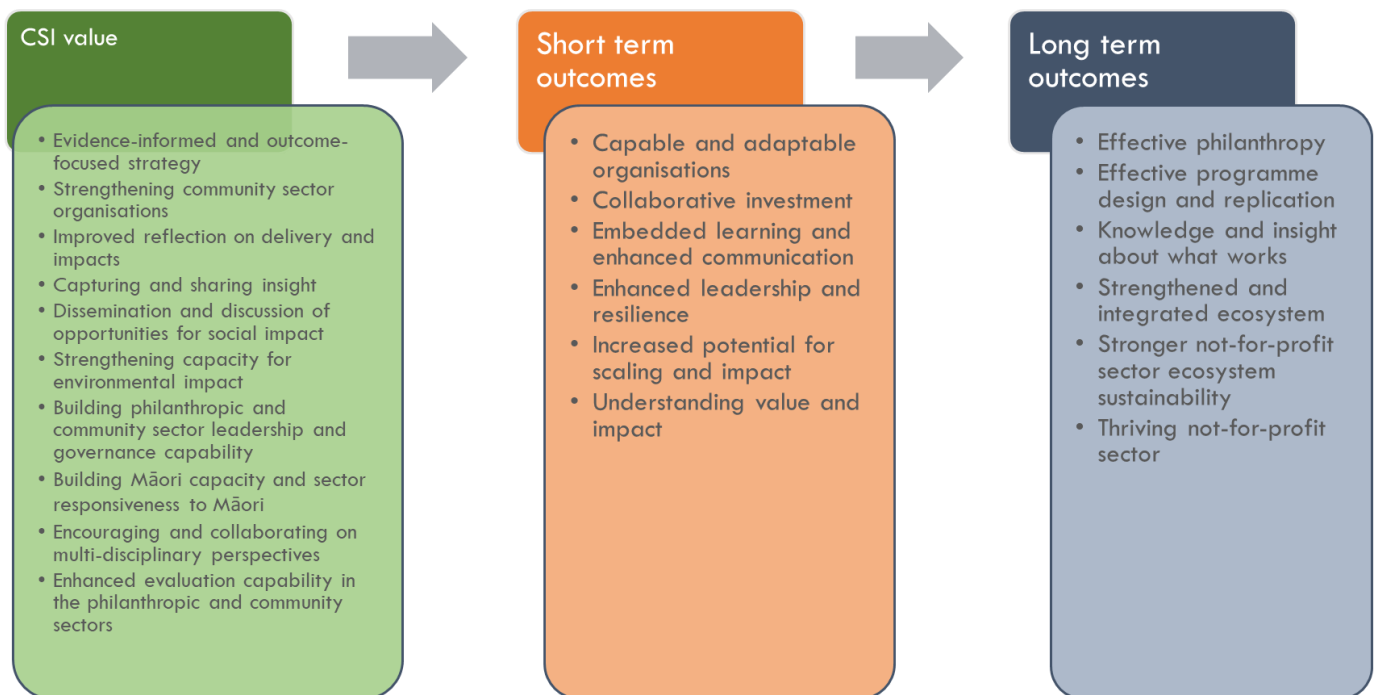 CSI value
• Evidence-informed and outcome-
focused strategy
• Strengthening community sector
organisations
• Improved reflection on delivery and
impacts
• Capturing and sharing insight
• Dissemination and discussion of
opportunities for social impact
• Strengthening capacity for
environmental impact
• Building philanthropic and
community sector leadership and
governance capability
• Building Māori capacity and sector
responsiveness to Māori
• Encouraging and collaborating on
multi-disciplinary perspectives
• Enhanced evaluation capability in
the philanthropic and community
sectors
Short term
outcomes
• Capable and adaptable
organisations
• Collaborative investment
• Embedded learning and
enhanced communication
• Enhanced leadership and
resilience
• Increased potential for
scaling and impact
• Understanding value and
impact
Long term
outcomes
• Effective philanthropy
• Effective programme
design and replication
• Knowledge and insight
about what works
• Strengthened and
integrated ecosystem
• Stronger not-for-profit
sector ecosystem
sustainability
• Thriving not-for-profit
sector